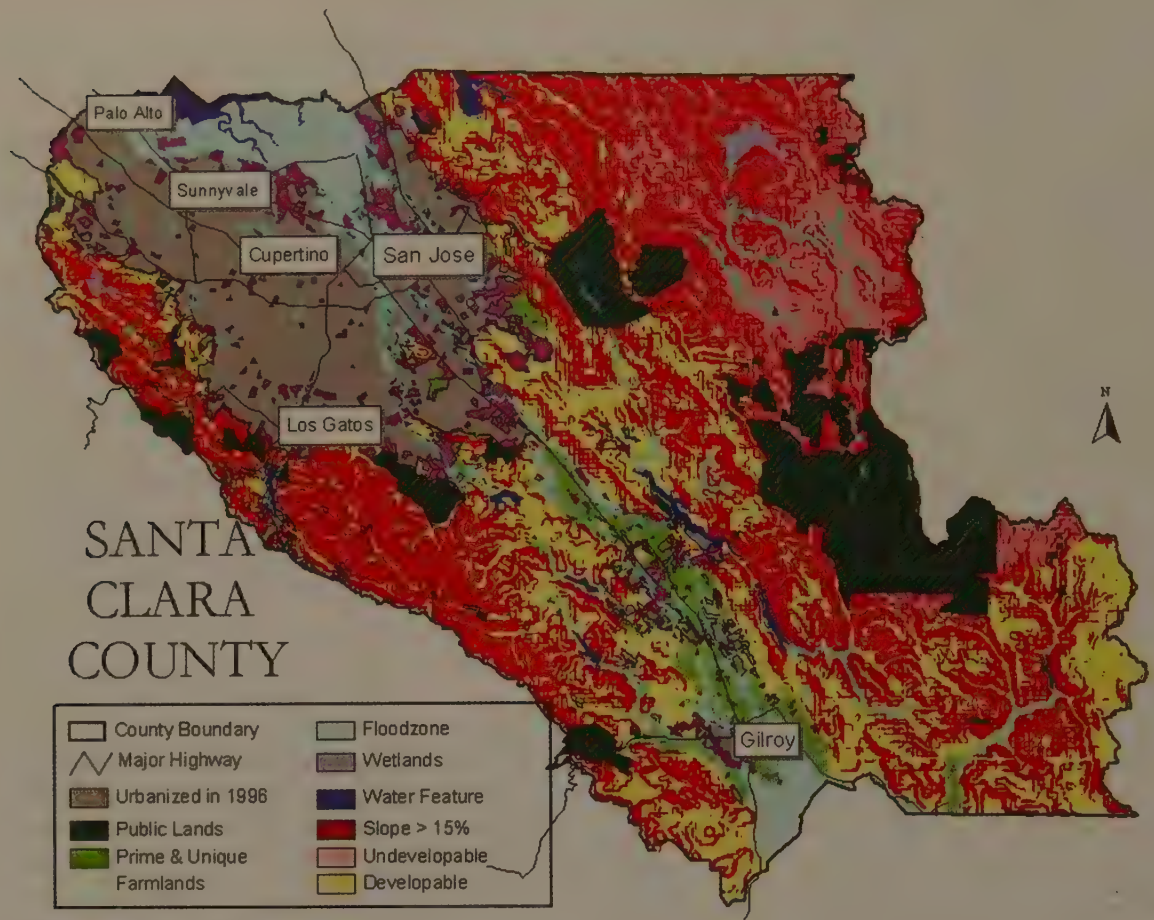 Palo Alto
Sunnyvale
Cupertino
San Jose
Los Gatos
N
SANTA
CLARA
COUNTY
Gilroy
County Boundary
Major Highway
Urbanized in 1996
Public Lands
Prime & Unique
Farmlands
Floodzone
Wetlands
Water Feature
Slope > 15%
Undevelopable
Developable